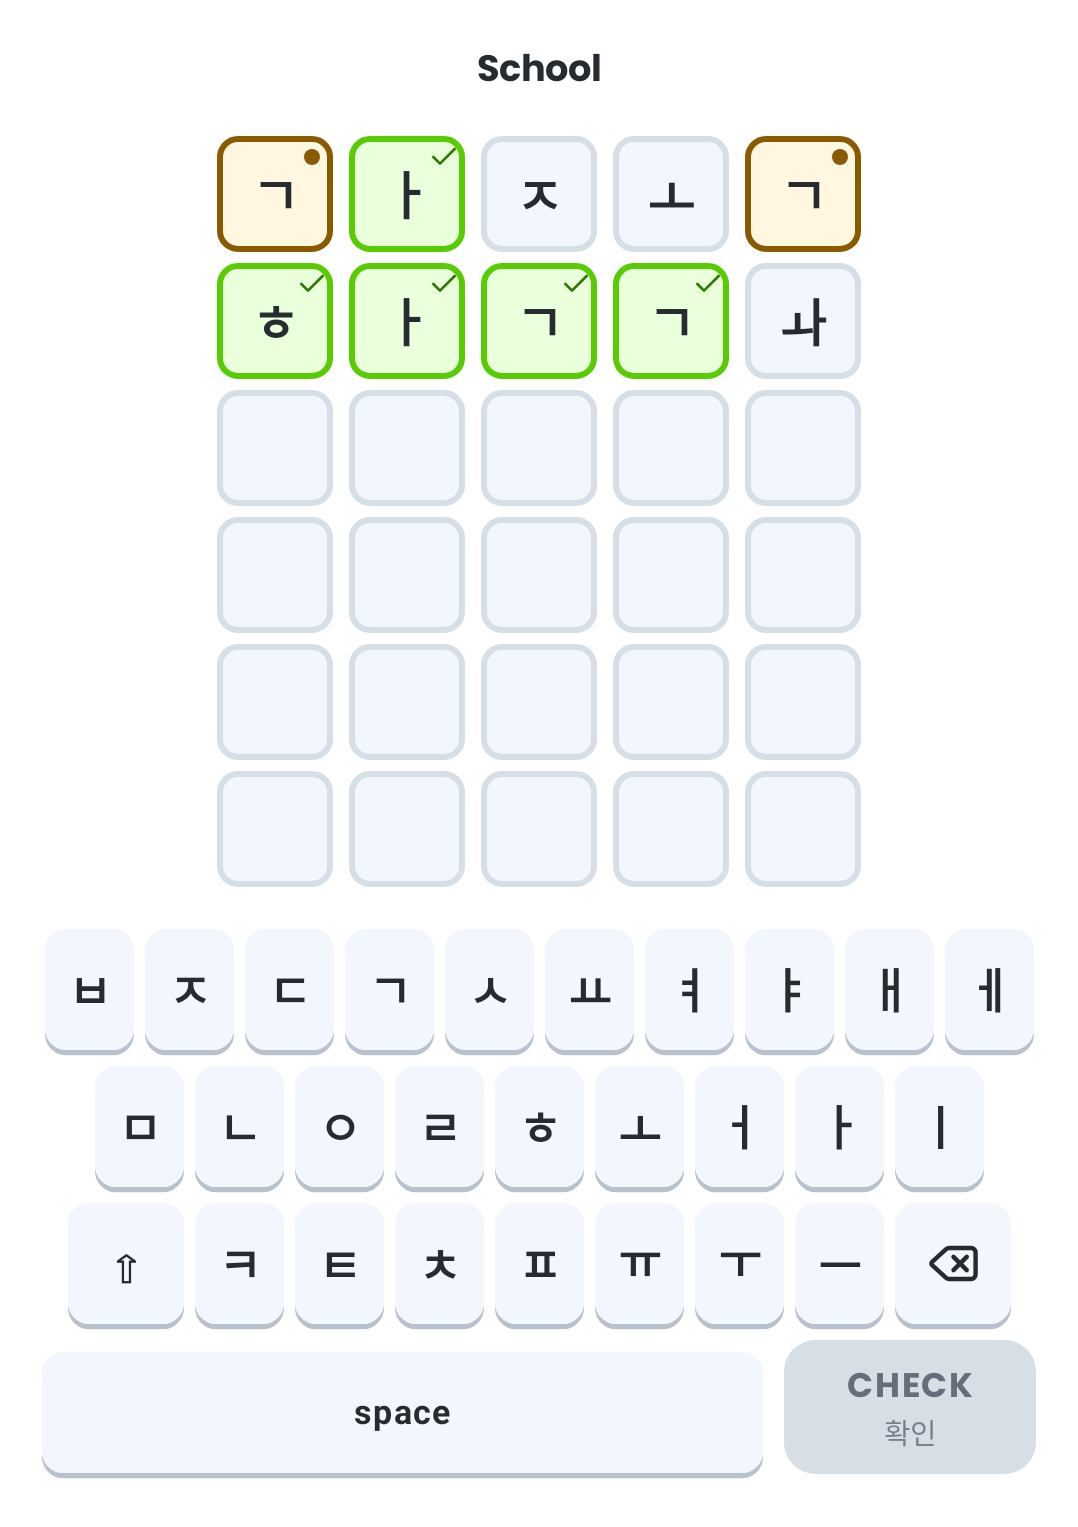 School
ㄱ ㅏ ㅈ ㅗ ㄱ
ㅎ ㅏ ㄱ ㄱ ㅘ
ㅂ ㅈ ㄷ ㄱ ㅅ ㅛ ㅕ ㅑ ㅐ ㅔ
ㅁ ㄴ ㅇ ㄹ ㅎ ㅗ ㅓ ㅏ ㅣ
⇧ ㅋ ㅌ ㅊ ㅍ ㅠ ㅜ ㅡ
space
CHECK
확인